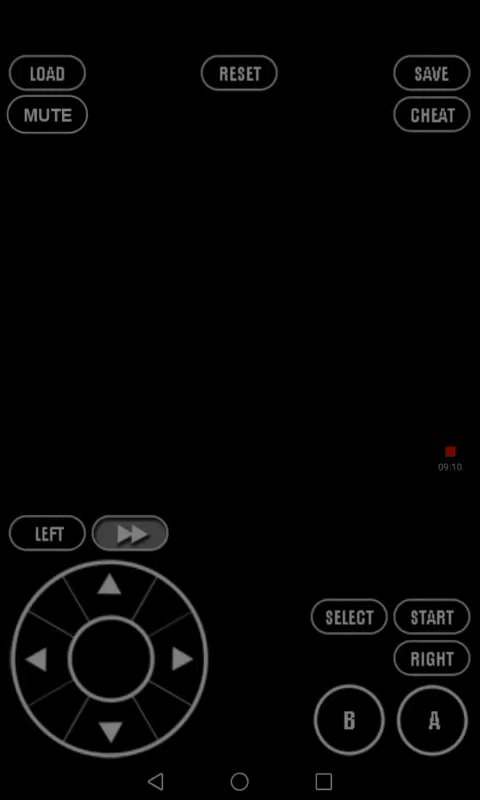 LOAD RESET SAVE
MUTE CHEAT
09:10
LEFT
SELECT START
RIGHT
B A